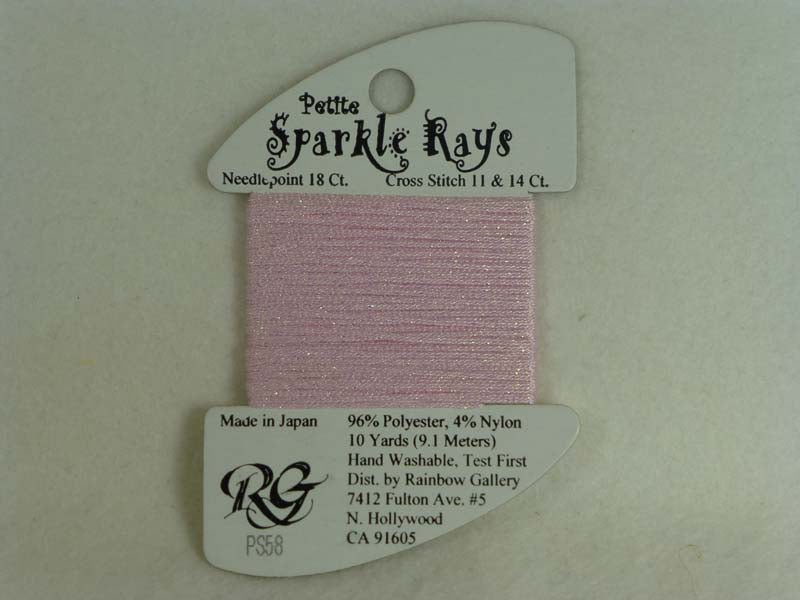 Petite
Sparkle Rays
Needlepoint 18 Ct. Cross Stitch 11 & 14 Ct.
Made in Japan
RG
PS58
96% Polyester, 4% Nylon
10 Yards (9.1 Meters)
Hand Washable, Test First
Dist. by Rainbow Gallery
7412 Fulton Ave. #5
N. Hollywood
CA 91605